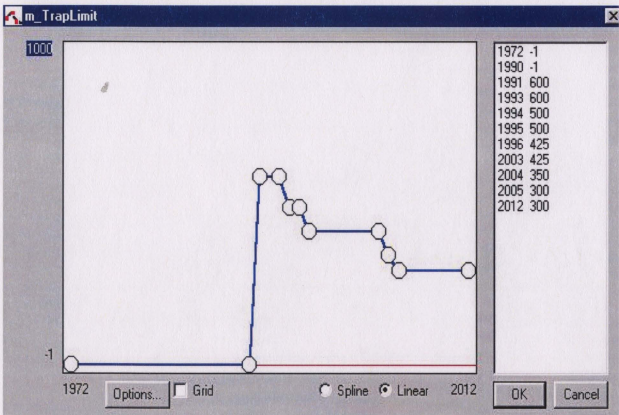 m_TrapLimit
1000
-1
1972
Options...
Grid
Spline
Linear
2012
1972 -1
1990 -1
1991 600
1993 600
1994 500
1995 500
1996 425
2003 425
2004 350
2005 300
2012 300
OK
Cancel